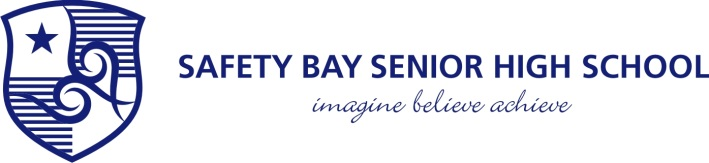 SAFETY BAY SENIOR HIGH SCHOOL
imagine believe achieve